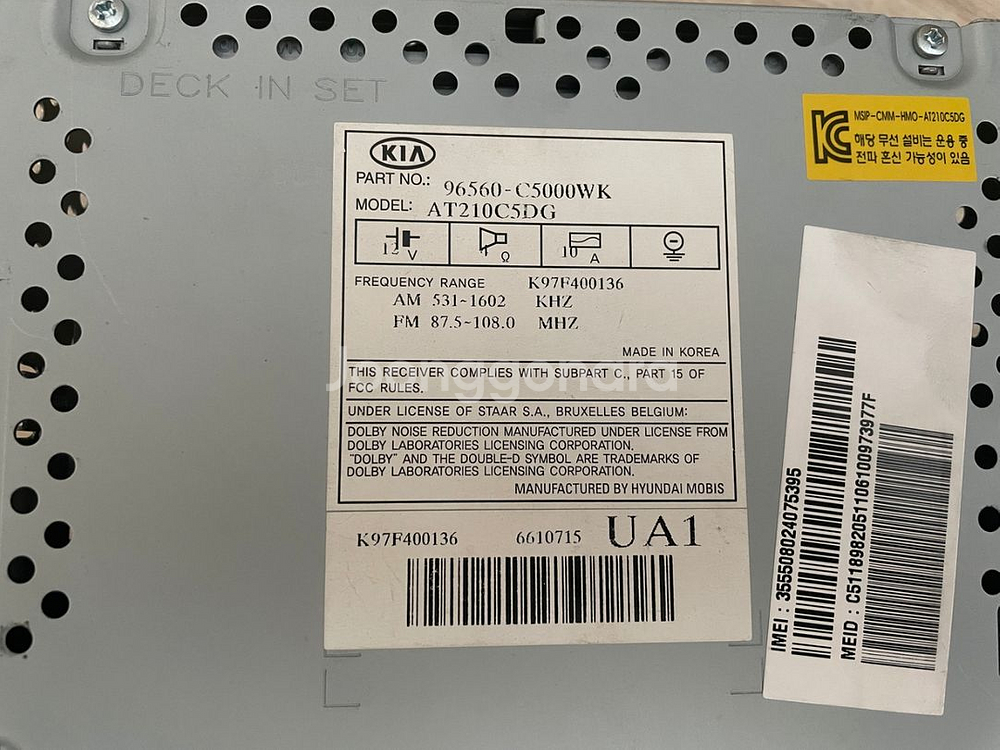 DECK IN SET
KC
MSIP-CMM-HMO-AT210C5DG
해당 무선 설비는 운용 중
전파 혼신 가능성이 있음
KIA
PART NO.: 96560-C5000WK
MODEL: AT210C5DG
12 V Ω 10 A
FREQUENCY RANGE K97F400136
AM 531~1602 KHZ
FM 87.5~108.0 MHZ
MADE IN KOREA
Joonggonara
THIS RECEIVER COMPLIES WITH SUBPART C., PART 15 OF
FCC RULES.
UNDER LICENSE OF STAAR S.A., BRUXELLES BELGIUM:
DOLBY NOISE REDUCTION MANUFACTURED UNDER LICENSE FROM
DOLBY LABORATORIES LICENSING CORPORATION.
"DOLBY" AND THE DOUBLE-D SYMBOL ARE TRADEMARKS OF
DOLBY LABORATORIES LICENSING CORPORATION.
MANUFACTURED BY HYUNDAI MOBIS
K97F400136 6610715 UA1
IMEI : 355508024075395
MEID : C5118982051106100973977F